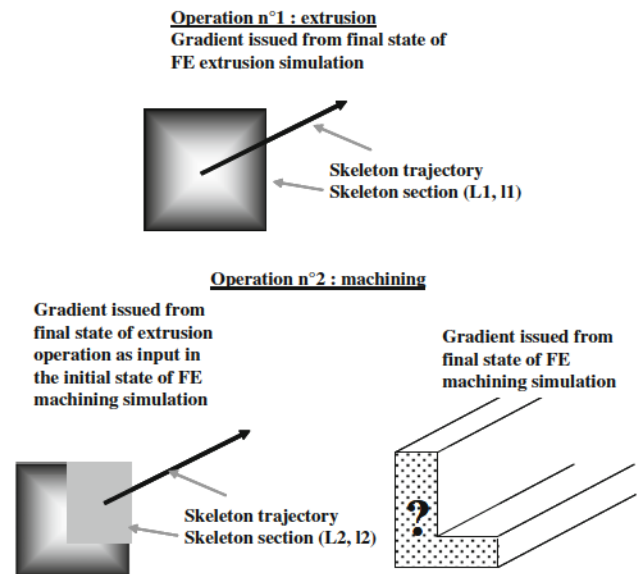 Operation n°1 : extrusion
Gradient issued from final state of
FE extrusion simulation
Skeleton trajectory
Skeleton section (L1, l1)
Operation n°2 : machining
Gradient issued from
final state of extrusion
operation as input in
the initial state of FE
machining simulation
Gradient issued from
final state of FE
machining simulation
Skeleton trajectory
Skeleton section (L2, l2)
?